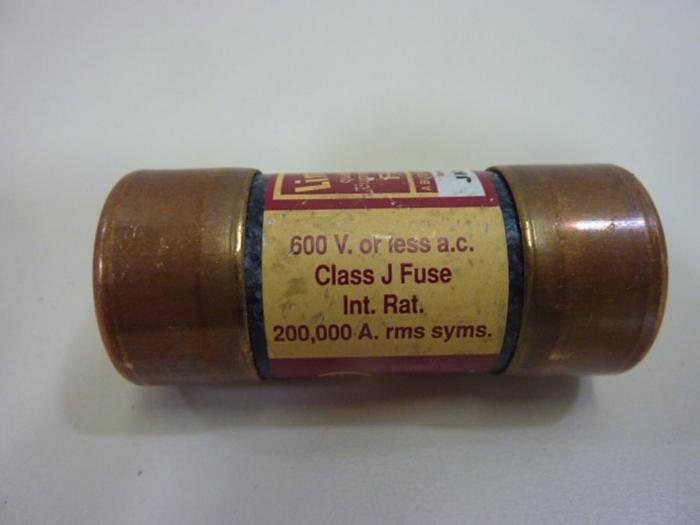 600 V. or less a.c.
Class J Fuse
Int. Rat.
200,000 A. rms syms.